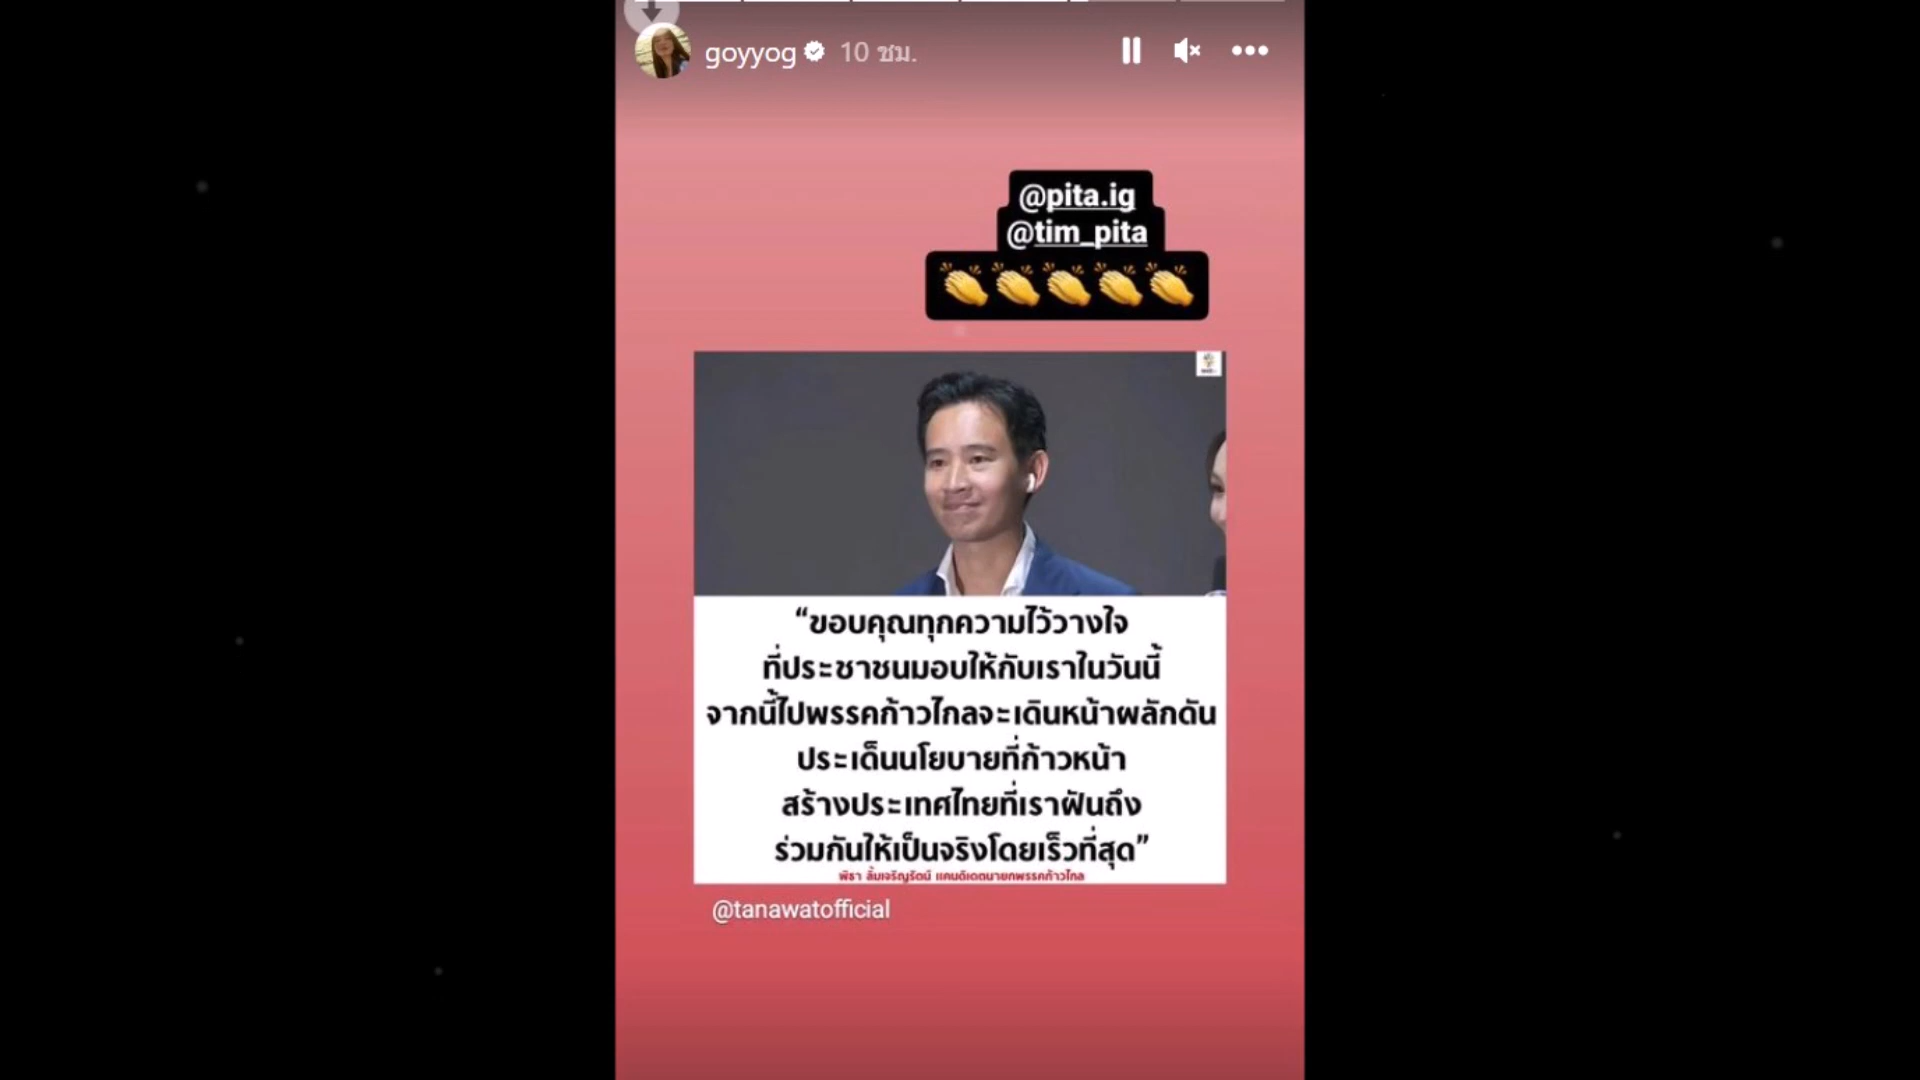 goyyog 10 ชม.
@pita.ig
@tim_pita
“ขอบคุณทุกความไว้วางใจ
ที่ประชาชนมอบให้กับเราในวันนี้
จากนี้ไปพรรคก้าวไกลจะเดินหน้าผลักดัน
ประเด็นนโยบายที่ก้าวหน้า
สร้างประเทศไทยที่เราฝันถึง
ร่วมกันให้เป็นจริงโดยเร็วที่สุด”
พิธา ลิ้มเจริญรัตน์ แคนดิเดตนายกพรรคก้าวไกล
@tanawatofficial